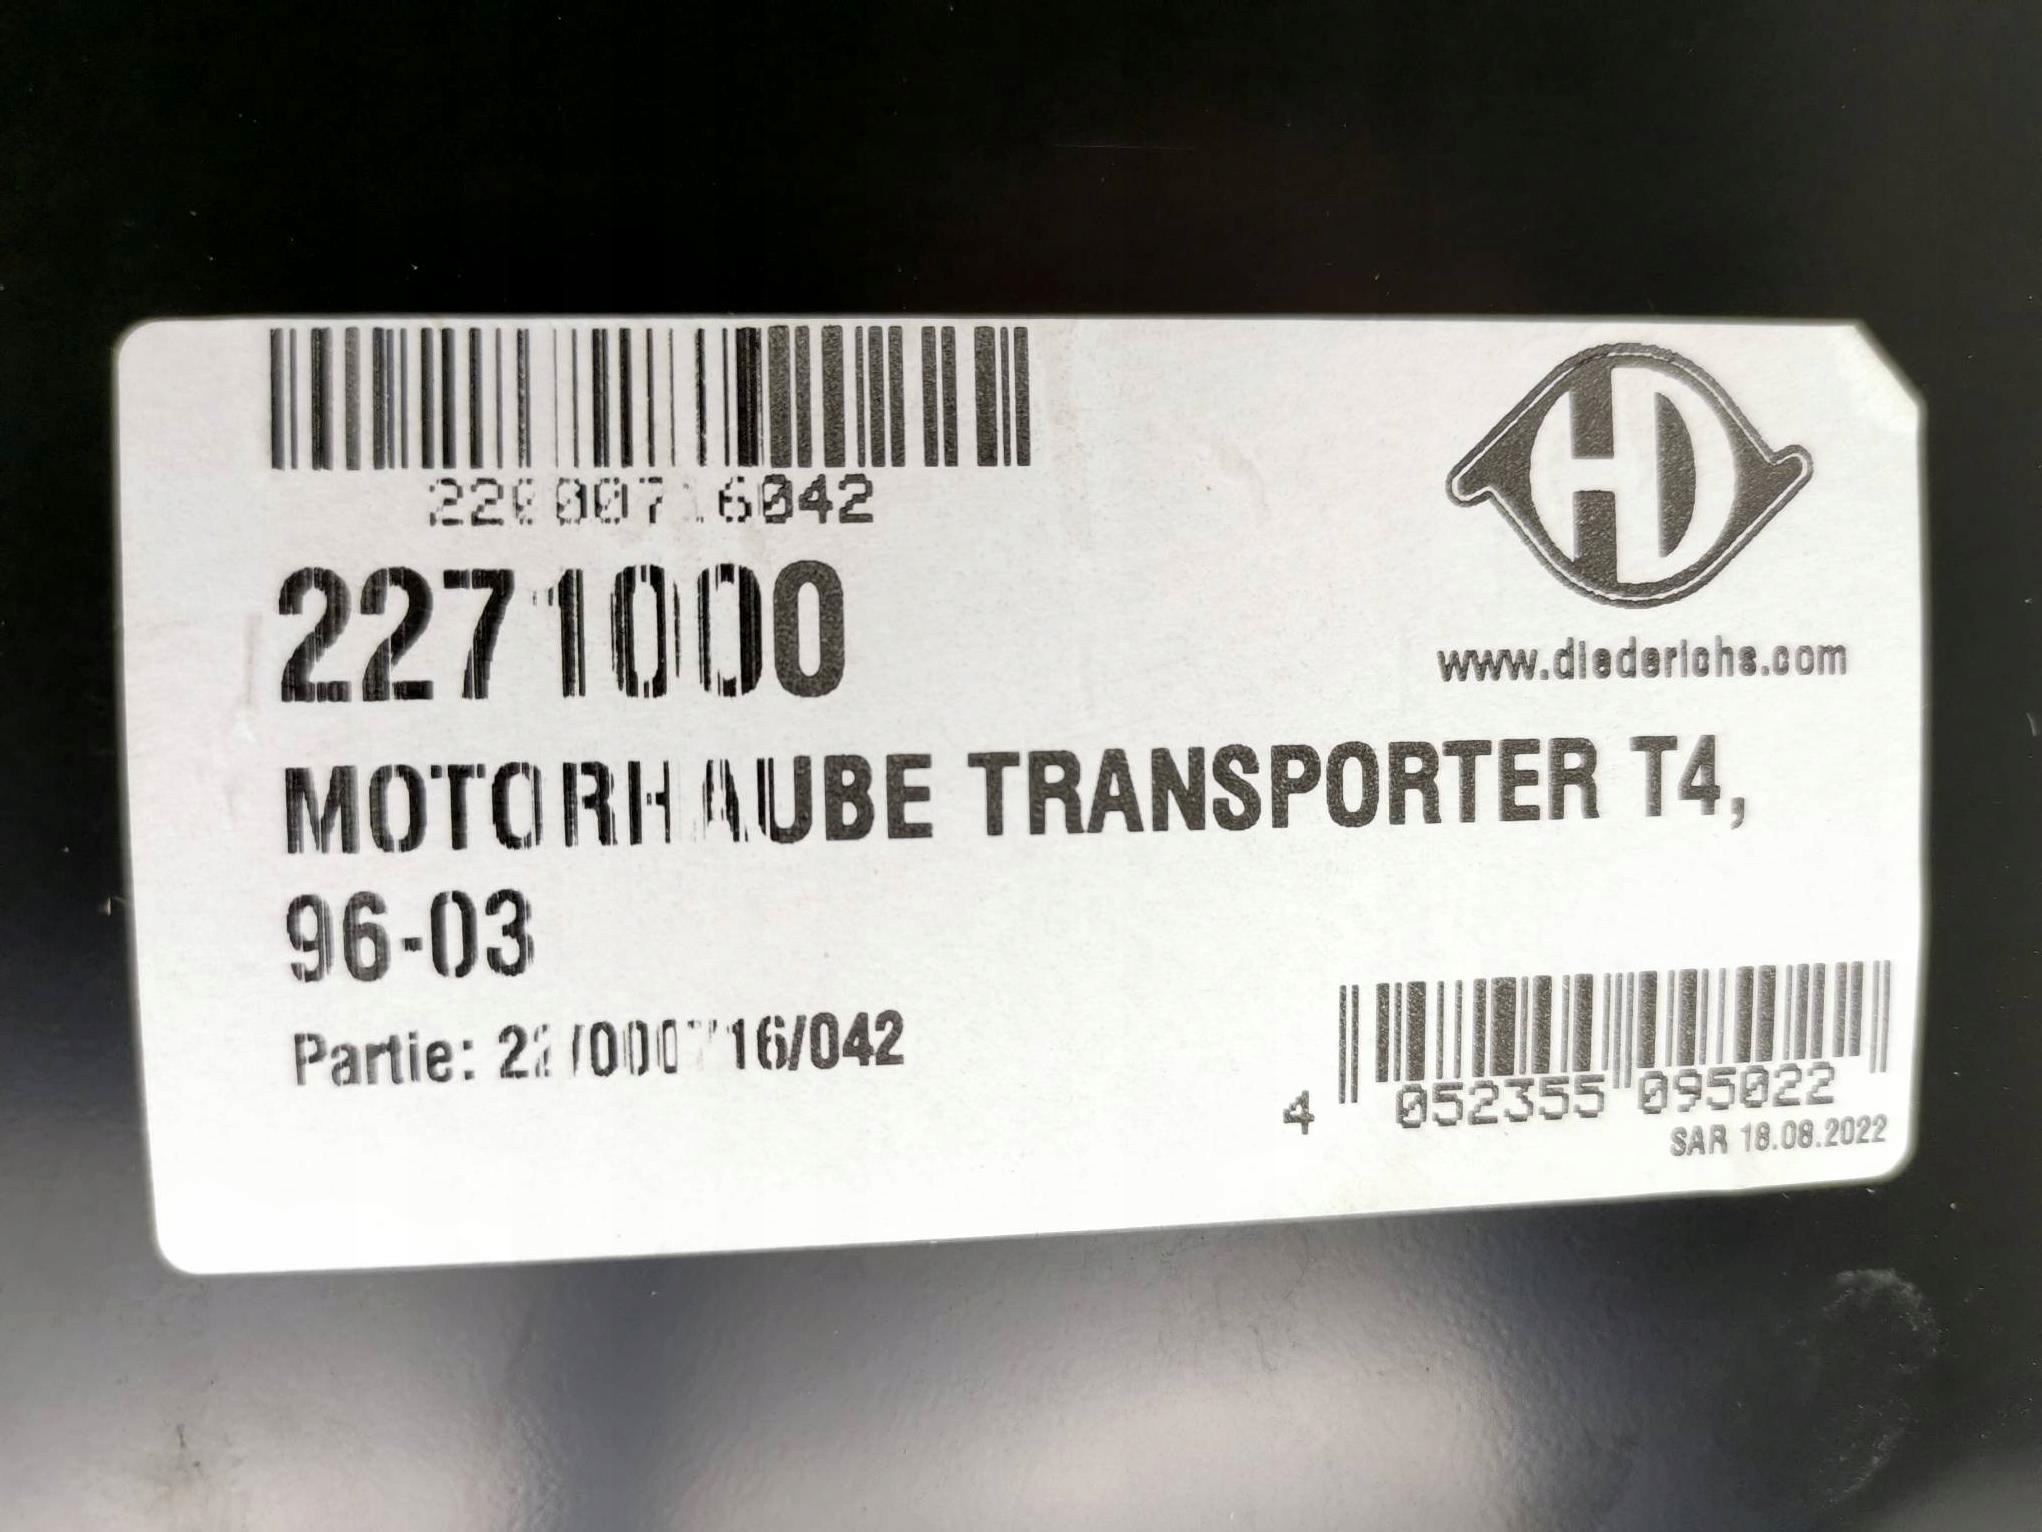 22000716042
HD
2271000
www.diederichs.com
MOTORHAUBE TRANSPORTER T4,
96-03
Partie: 22/000716/042
4 052355 095022
SAR 18.08.2022